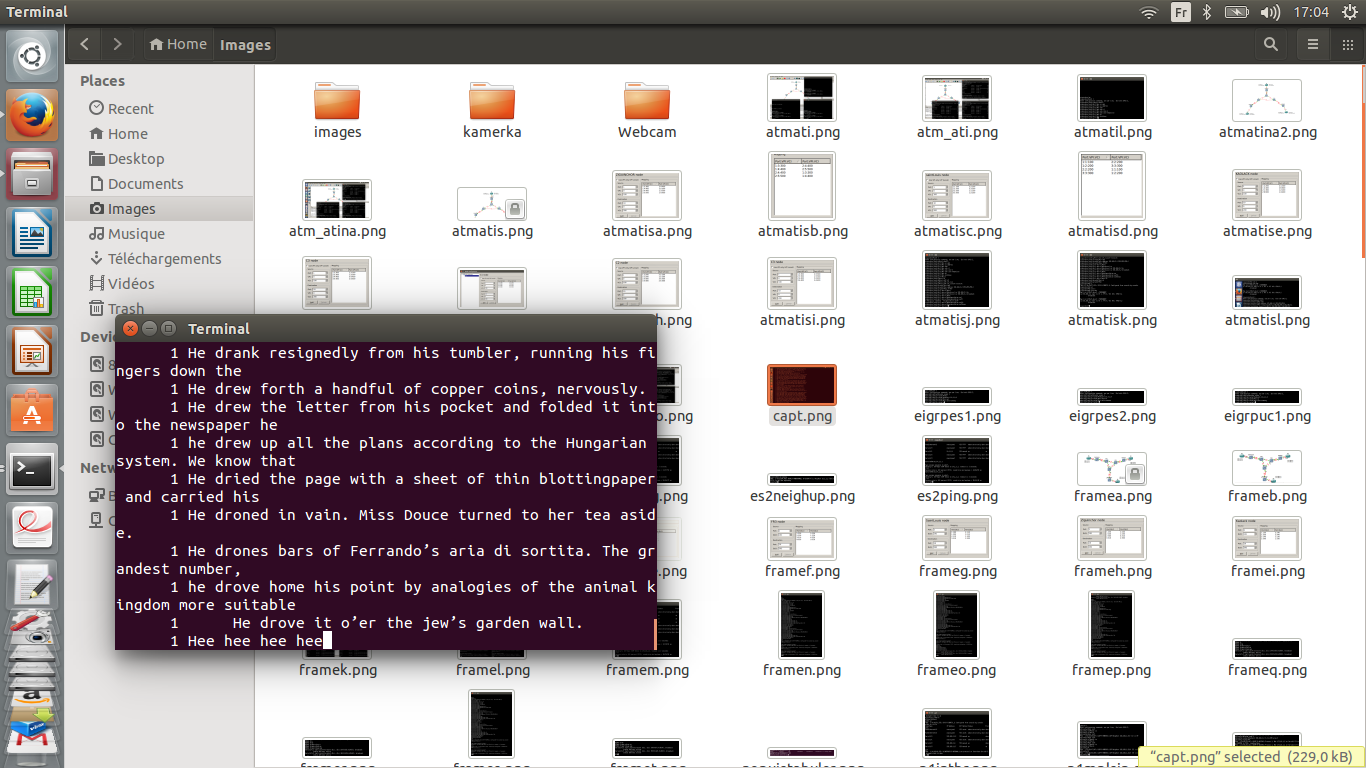 Terminal
Fr
17:04
Home
Images
Places
Recent
Home
Desktop
Documents
Images
Musique
Téléchargements
Vidéos
Trash
Devi
Netw
images
kamerka
Webcam
atmati.png
atm_ati.png
atmatil.png
atmatina2.png
atm_atina.png
atmatis.png
atmatisa.png
atmatisb.png
atmatisc.png
atmatisd.png
atmatise.png
atmatisi.png
atmatisj.png
atmatisk.png
atmatisl.png
capt.png
eigrpes1.png
eigrpes2.png
eigrpuc1.png
es2neighup.png
es2ping.png
framea.png
frameb.png
framef.png
frameg.png
frameh.png
framei.png
framek.png
framel.png
framem.png
framen.png
frameo.png
framep.png
frameq.png
Terminal
1 He drank resignedly from his tumbler, running his fi
ngers down the
1 He drew forth a handful of copper coins, nervously.
1 He drew the letter from his pocket and folded it int
o the newspaper he
1 he drew up all the plans according to the Hungarian
system. We know that
1 He dried the page with a sheet of thin blottingpaper
and carried his
1 He droned in vain. Miss Douce turned to her tea asid
e.
1 He drones bars of Ferrando’s aria di sortita. The gr
andest number,
1 he drove home his point by analogies of the animal k
ingdom more suitable
1 He drove it o’er the jew’s garden wall.
1 Hee hee hee hee
“capt.png” selected (229,0 kB)